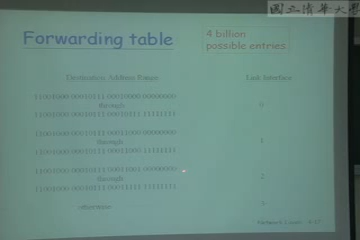 國立清華大學
Forwarding table
4 billion
possible entries
Destination Address Range
Link Interface
11001000 00010111 00010000 00000000
through
11001000 00010111 00010111 11111111
0
11001000 00010111 00011000 00000000
through
11001000 00010111 00011000 11111111
1
11001000 00010111 00011001 00000000
through
11001000 00010111 00011111 11111111
2
otherwise
3
Network Layer 4-27